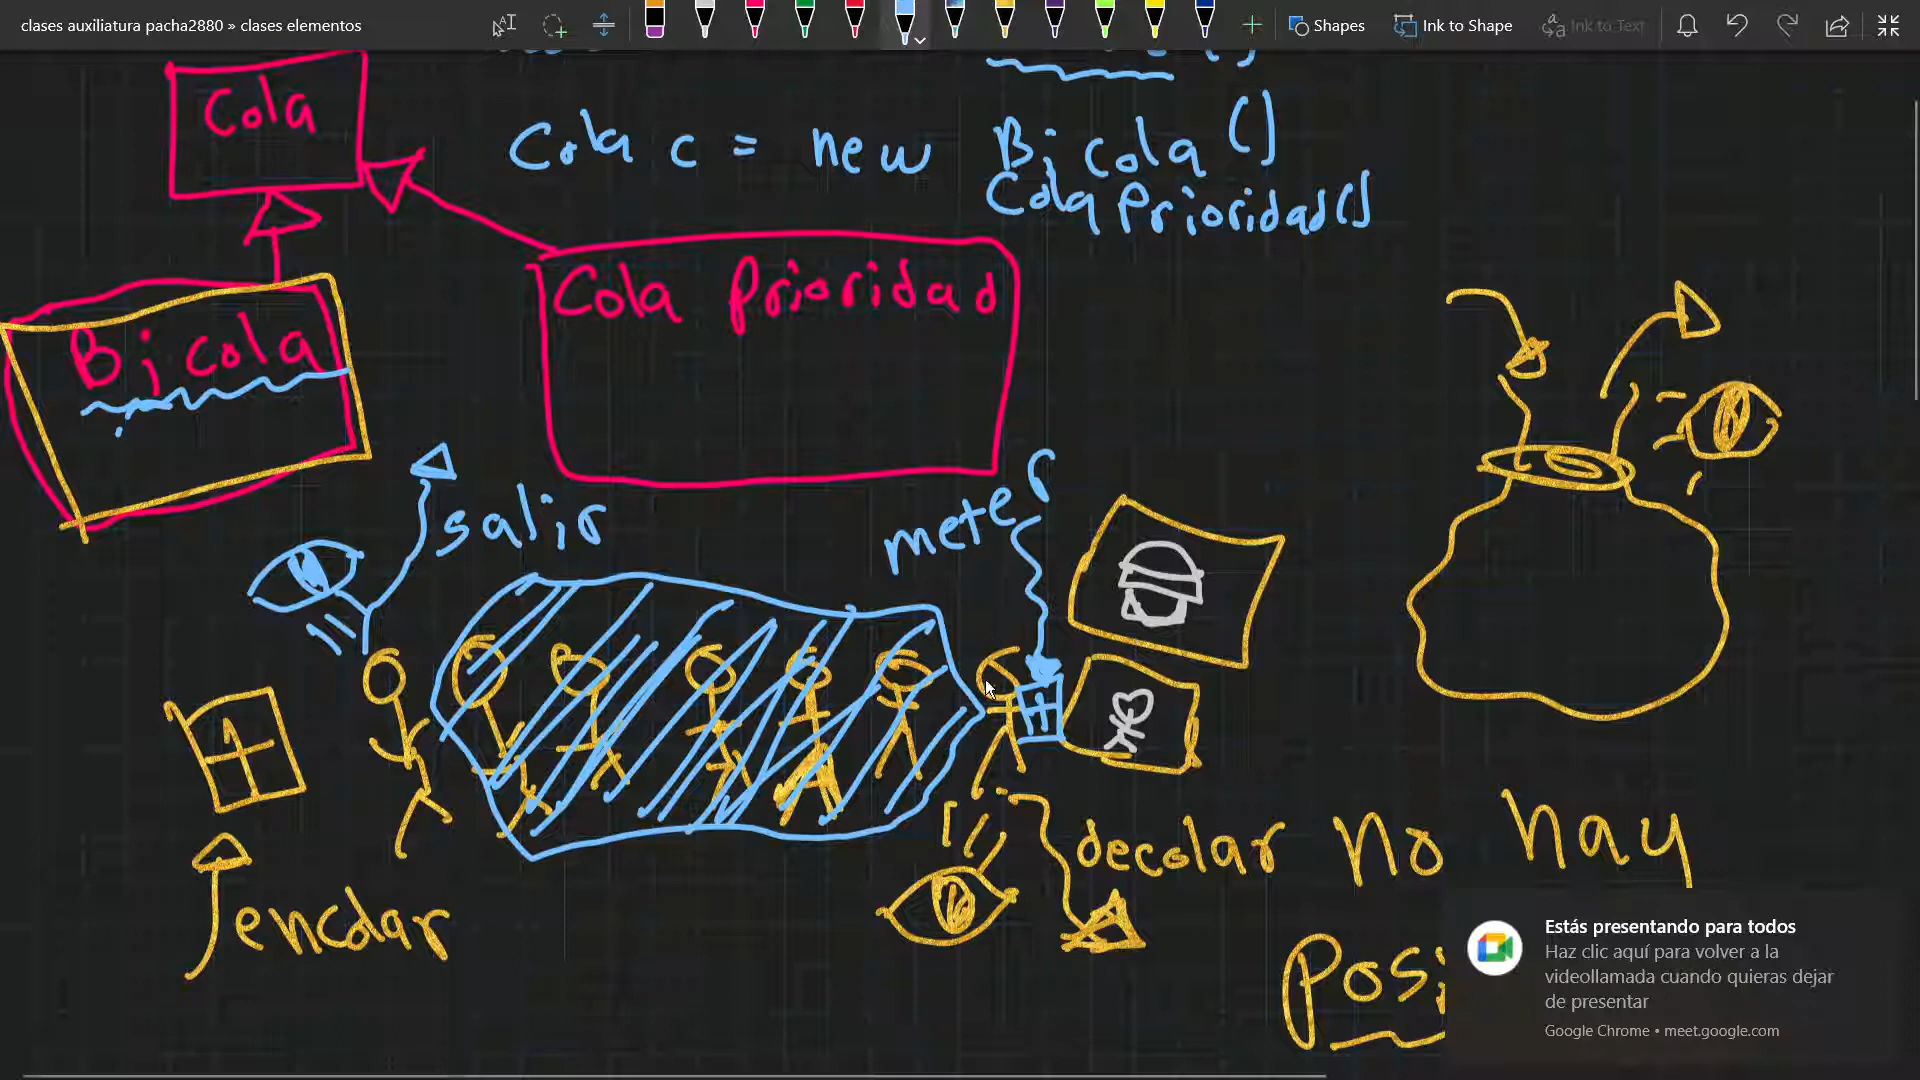 clases auxiliatura pacha2880 » clases elementos
Shapes
Ink to Shape
Ink to Text
Cola
Cola c = new Bicola()
ColaPrioridad()
Cola Prioridad
Bicola
salir
meter
encolar
decolar
No hay
Posi
Estás presentando para todos
Haz clic aquí para volver a la
videollamada cuando quieras dejar
de presentar
Google Chrome • meet.google.com